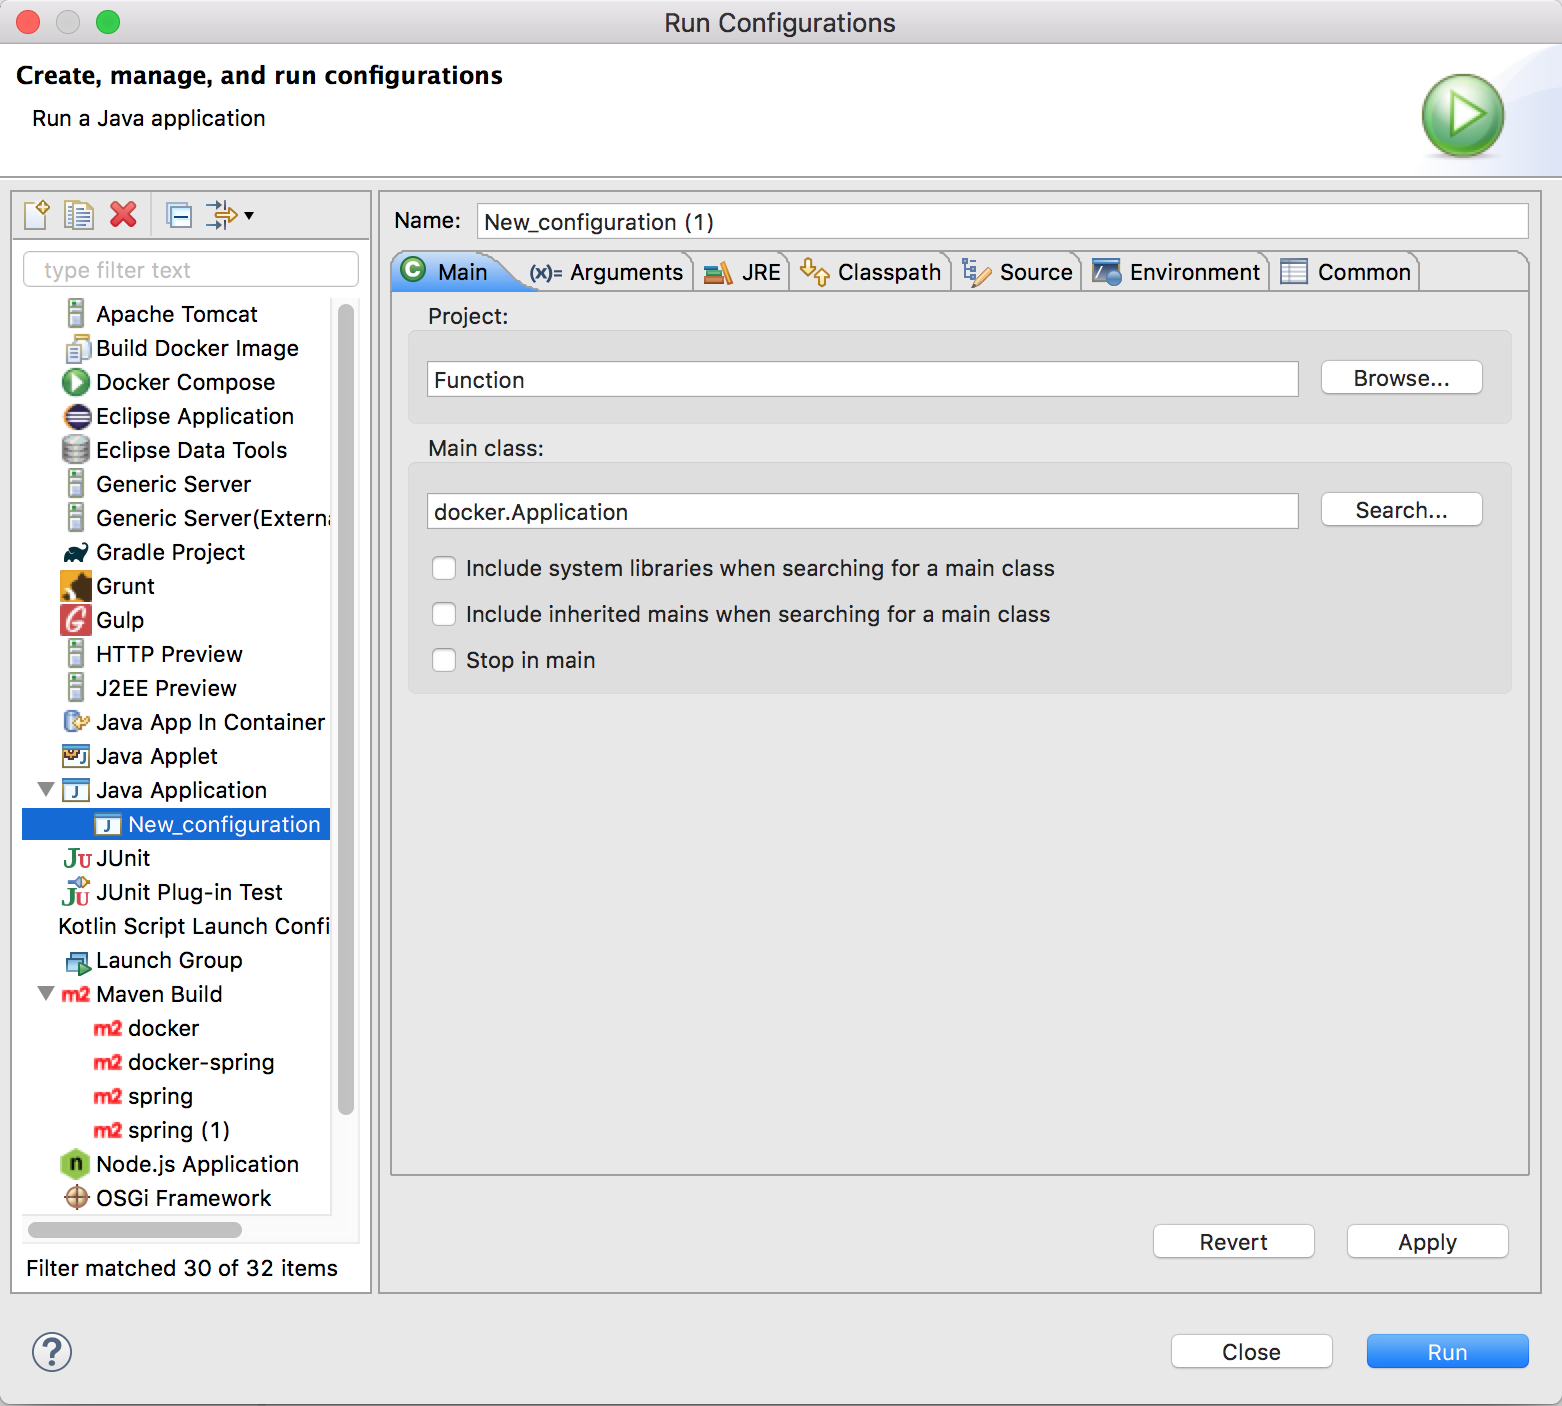 Run Configurations
Create, manage, and run configurations
Run a Java application
type filter text
Apache Tomcat
Build Docker Image
Docker Compose
Eclipse Application
Eclipse Data Tools
Generic Server
Generic Server(Externa
Gradle Project
Grunt
Gulp
HTTP Preview
J2EE Preview
Java App In Container
Java Applet
Java Application
New_configuration
JUnit
JUnit Plug-in Test
Kotlin Script Launch Confi
Launch Group
m2 Maven Build
m2 docker
m2 docker-spring
m2 spring
m2 spring (1)
Node.js Application
OSGi Framework
Filter matched 30 of 32 items
Name: New_configuration (1)
Main (x)= Arguments JRE Classpath Source Environment Common
Project:
Function Browse...
Main class:
docker.Application Search...
Include system libraries when searching for a main class
Include inherited mains when searching for a main class
Stop in main
Revert Apply
? Close Run